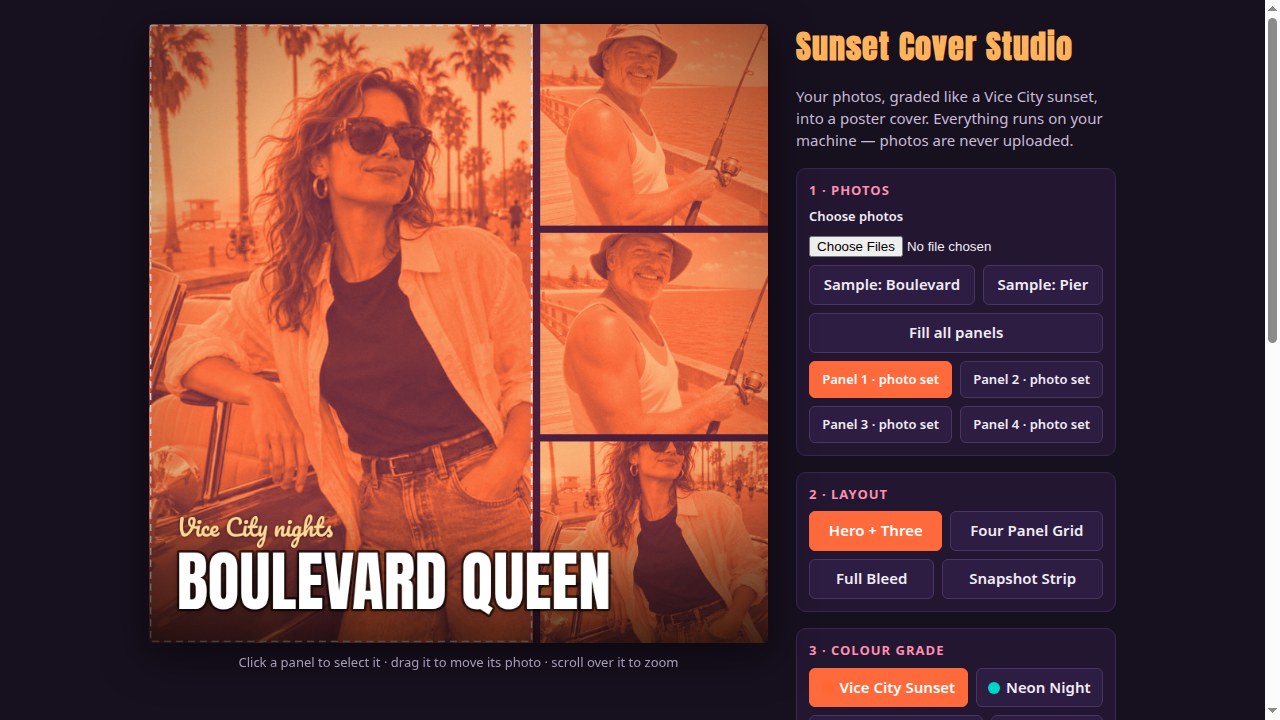 Sunset Cover Studio
Your photos, graded like a Vice City sunset,
into a poster cover. Everything runs on your
machine — photos are never uploaded.
1 · PHOTOS
Choose photos
Choose Files No file chosen
Sample: Boulevard
Sample: Pier
Fill all panels
Panel 1 · photo set
Panel 2 · photo set
Panel 3 · photo set
Panel 4 · photo set
2 · LAYOUT
Hero + Three
Four Panel Grid
Full Bleed
Snapshot Strip
3 · COLOUR GRADE
Vice City Sunset
Neon Night
Vice City nights
BOULEVARD QUEEN
Click a panel to select it · drag it to move its photo · scroll over it to zoom